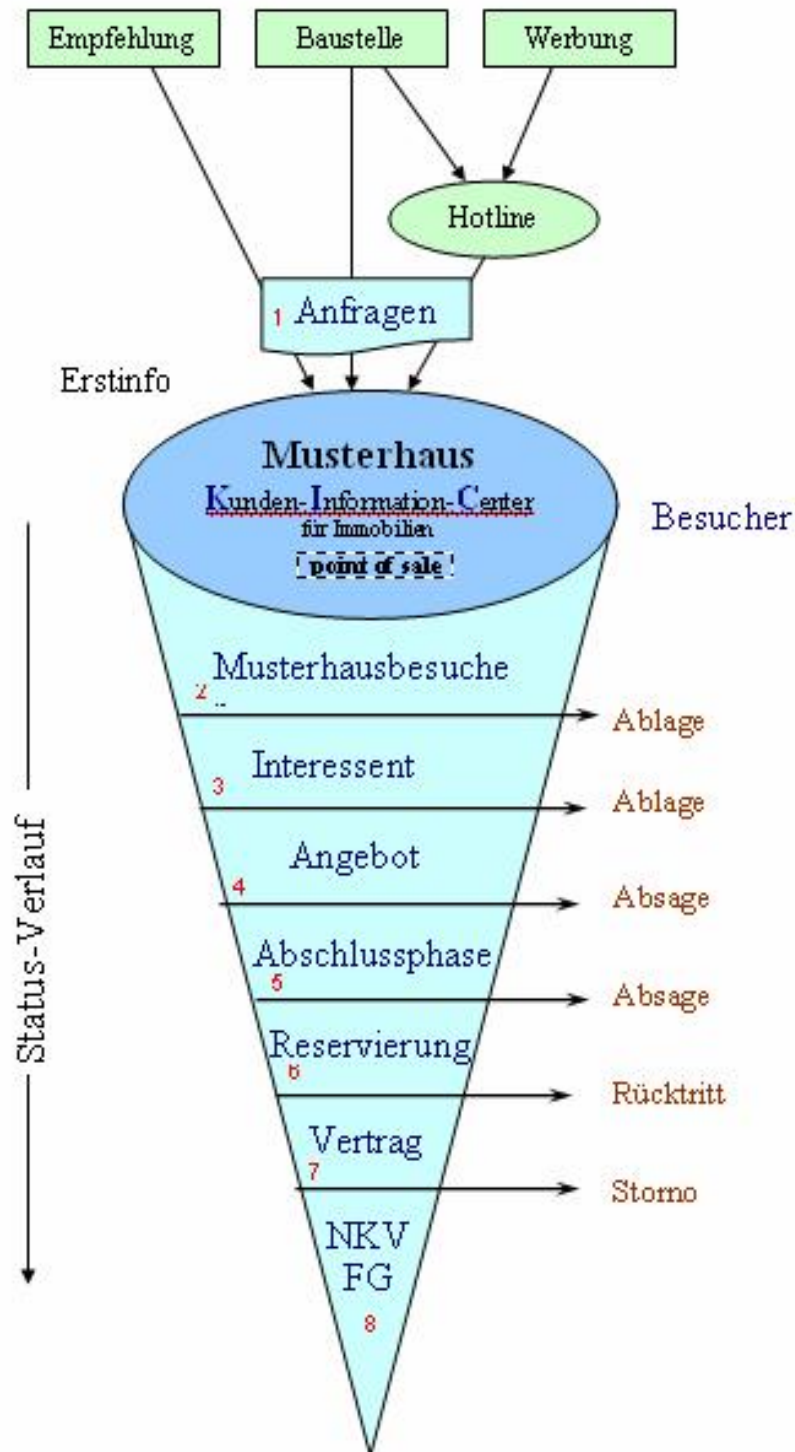 Empfehlung
Baustelle
Werbung
Hotline
1 Anfragen
Erstinfo
Musterhaus
Kunden-Information-Center
für Immobilien
point of sale
Besucher
Musterhausbesuche
2 ..
Ablage
Interessent
3
Ablage
Angebot
4
Absage
Abschlussphase
5
Absage
Reservierung
6
Rücktritt
Vertrag
7
Storno
NKV
FG
8
Status-Verlauf